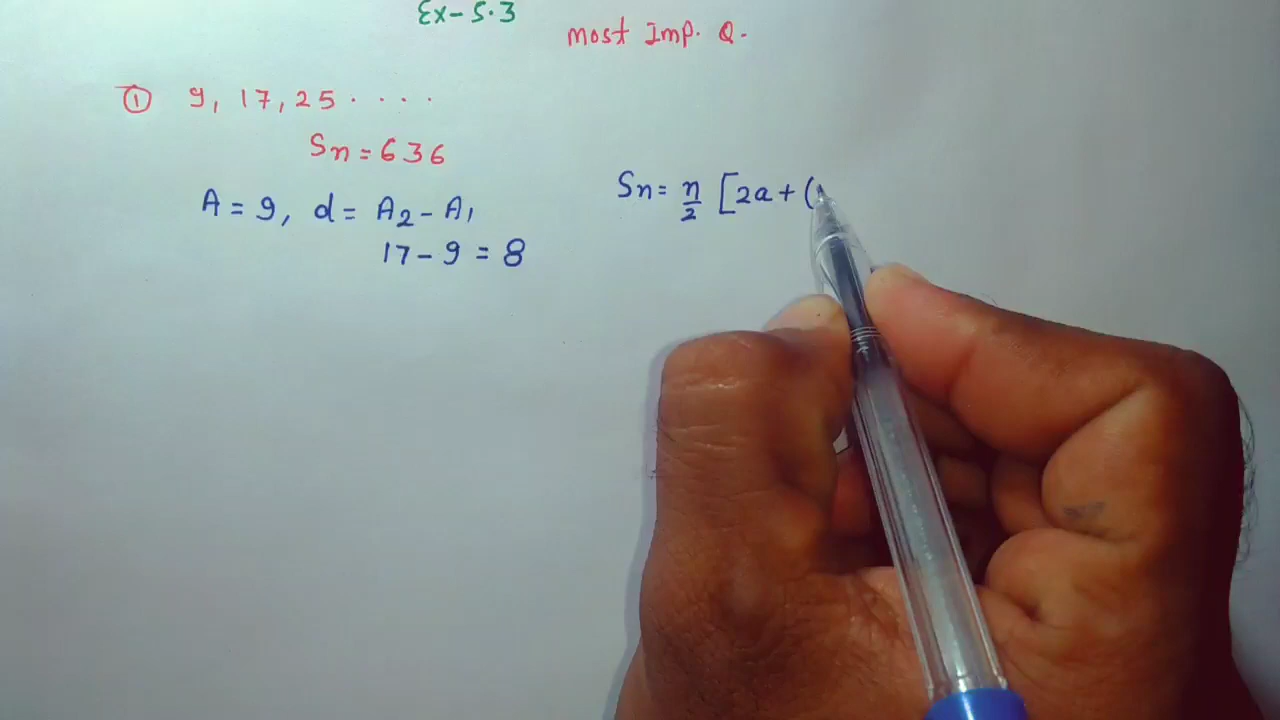 Ex-5.3
Most Imp. Q.
① 9, 17, 25 ....
Sn = 636
A = 9, d = A₂ - A₁
17 - 9 = 8
Sn = n/2 [2a + (